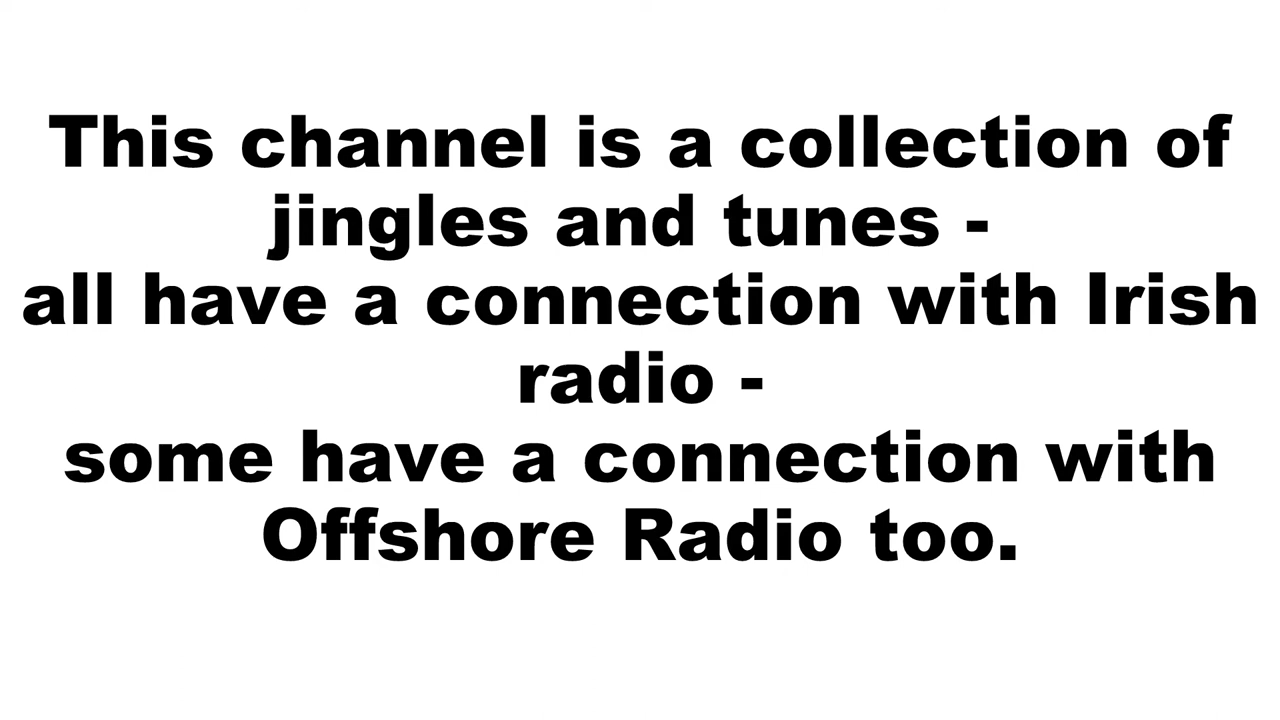 This channel is a collection of
jingles and tunes -
all have a connection with Irish
radio -
some have a connection with
Offshore Radio too.